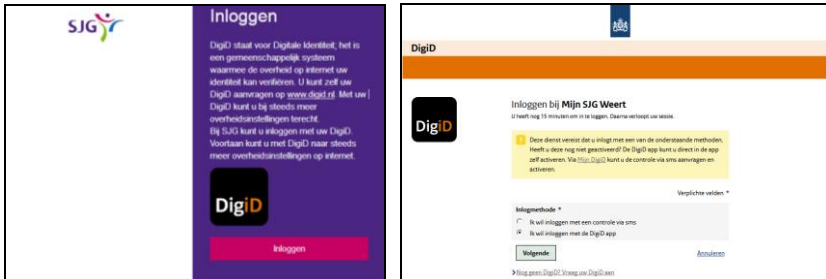 SJG
Inloggen
DigiD staat voor Digitale Identiteit; het is
een gemeenschappelijk systeem
waarmee de overheid op internet uw
identiteit kan verifiëren. U kunt zelf uw
DigiD aanvragen op www.digid.nl. Met uw
DigiD kunt u bij steeds meer
overheidsinstellingen terecht.
Bij SJG kunt u inloggen met uw DigiD.
Voortaan kunt u met DigiD naar steeds
meer overheidsinstellingen op internet.
DigiD
Inloggen
DigiD
DigiD
Inloggen bij Mijn SJG Weert
U heeft nog 15 minuten om in te loggen. Daarna verloopt uw sessie.
Deze dienst vereist dat u inlogt met een van de onderstaande methoden.
Heeft u deze nog niet geactiveerd? De DigiD app kunt u direct in de app
zelf activeren. Via Mijn DigiD kunt u de controle via sms aanvragen en
activeren.
Verplichte velden *
Inlogmethode *
Ik wil inloggen met een controle via sms
Ik wil inloggen met de DigiD app
Volgende
Annuleren
Nog geen DigiD? Vraag uw DigiD aan